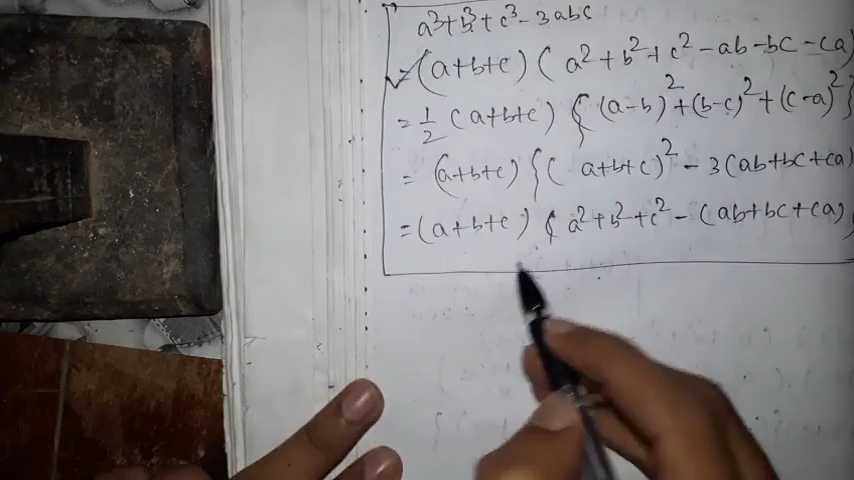 a³+b³+c³-3abc
=(a+b+c) ( a²+b²+c²-ab-bc-ca)
= 1/2 (a+b+c) { (a-b)²+(b-c)²+(c-a)²}
= (a+b+c) { ( a+b+c)² - 3(ab+bc+ca)
=(a+b+c) { a²+b²+c² - (ab+bc+ca)